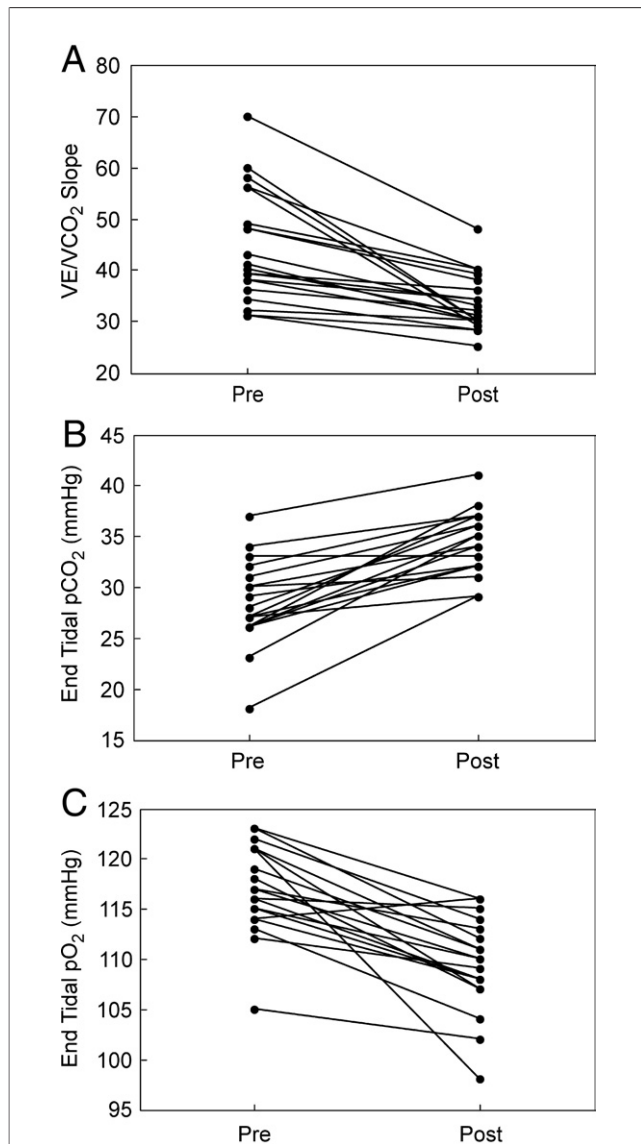 A
80
70
60
50
40
30
20
VE/VCO₂ Slope
Pre Post
B
45
40
35
30
25
20
15
End Tidal pCO₂ (mmHg)
Pre Post
C
125
120
115
110
105
100
95
End Tidal pO₂ (mmHg)
Pre Post